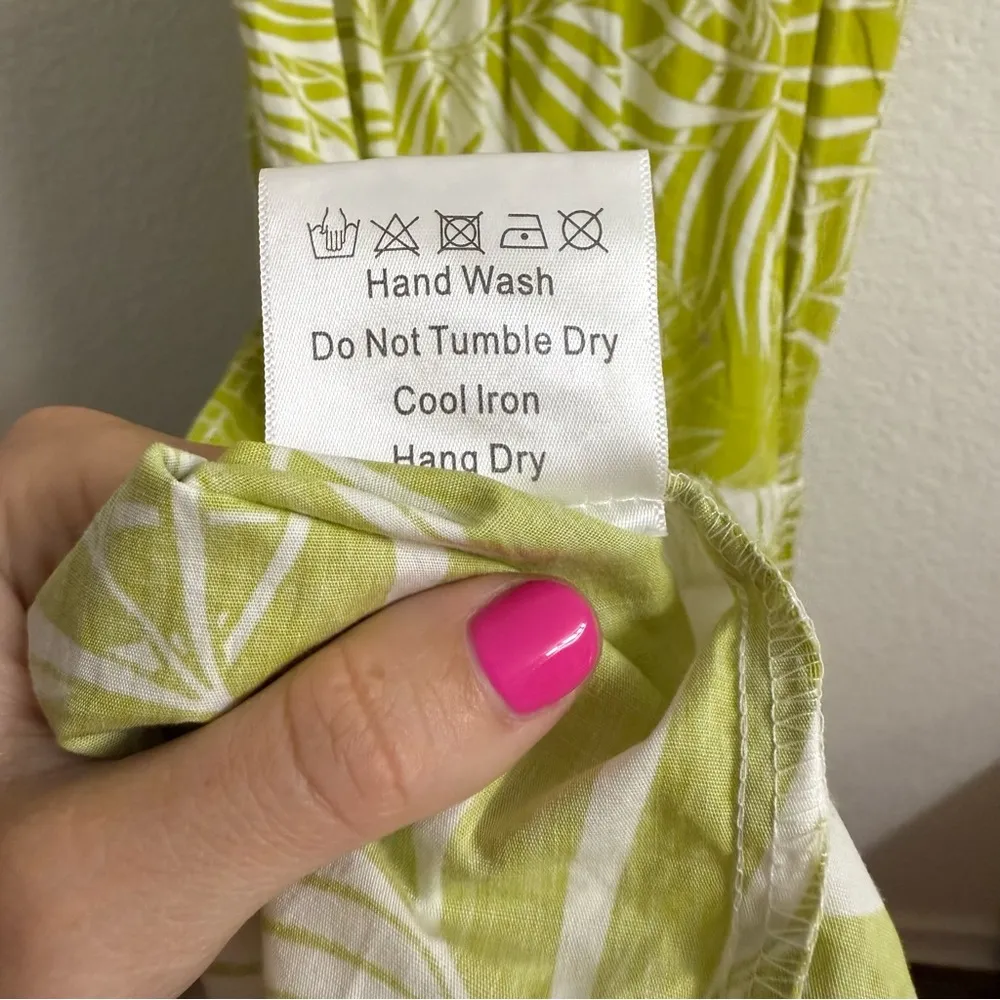 Hand Wash
Do Not Tumble Dry
Cool Iron
Hang Dry